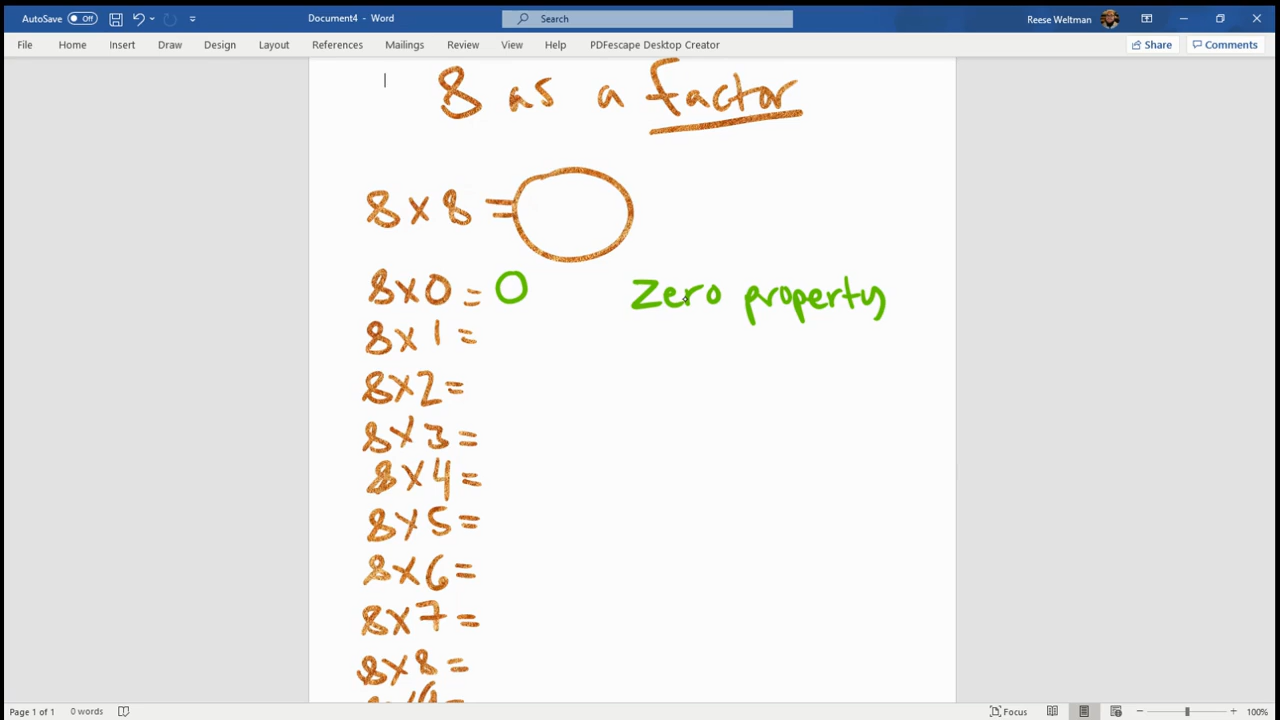 AutoSave Off Document4 - Word Search Reese Weltman
File Home Insert Draw Design Layout References Mailings Review View Help PDFescape Desktop Creator Share Comments
8 as a factor
8 x 8 =
8 x 0 = 0 Zero property
8 x 1 =
8 x 2 =
8 x 3 =
8 x 4 =
8 x 5 =
8 x 6 =
8 x 7 =
8 x 8 =
Page 1 of 1 0 words Focus 100%